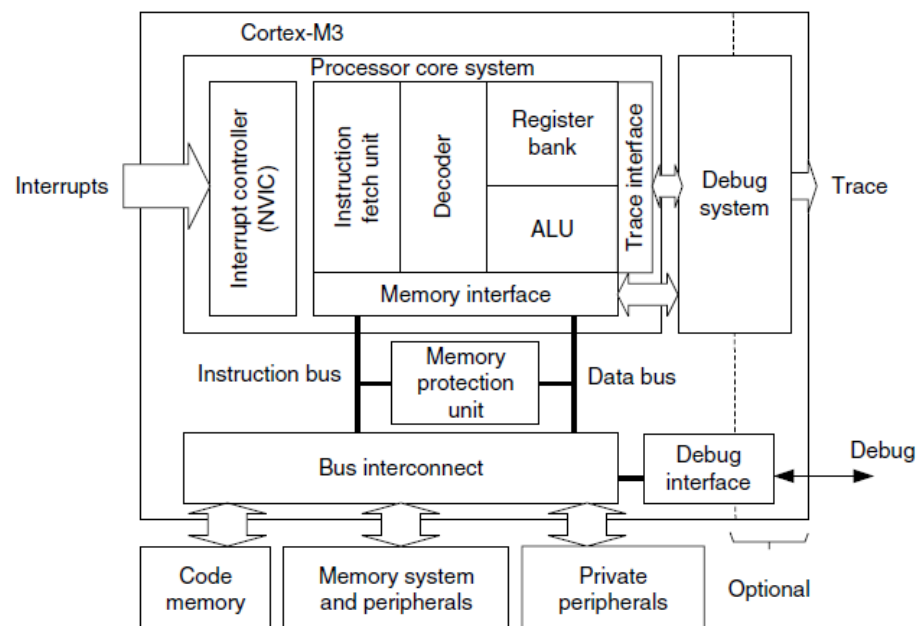 Cortex-M3
Processor core system
Interrupts
Interrupt controller
(NVIC)
Instruction
fetch unit
Decoder
Register
bank
ALU
Trace interface
Memory interface
Debug
system
Trace
Instruction bus
Memory
protection
unit
Data bus
Bus interconnect
Debug
interface
Debug
Code
memory
Memory system
and peripherals
Private
peripherals
Optional